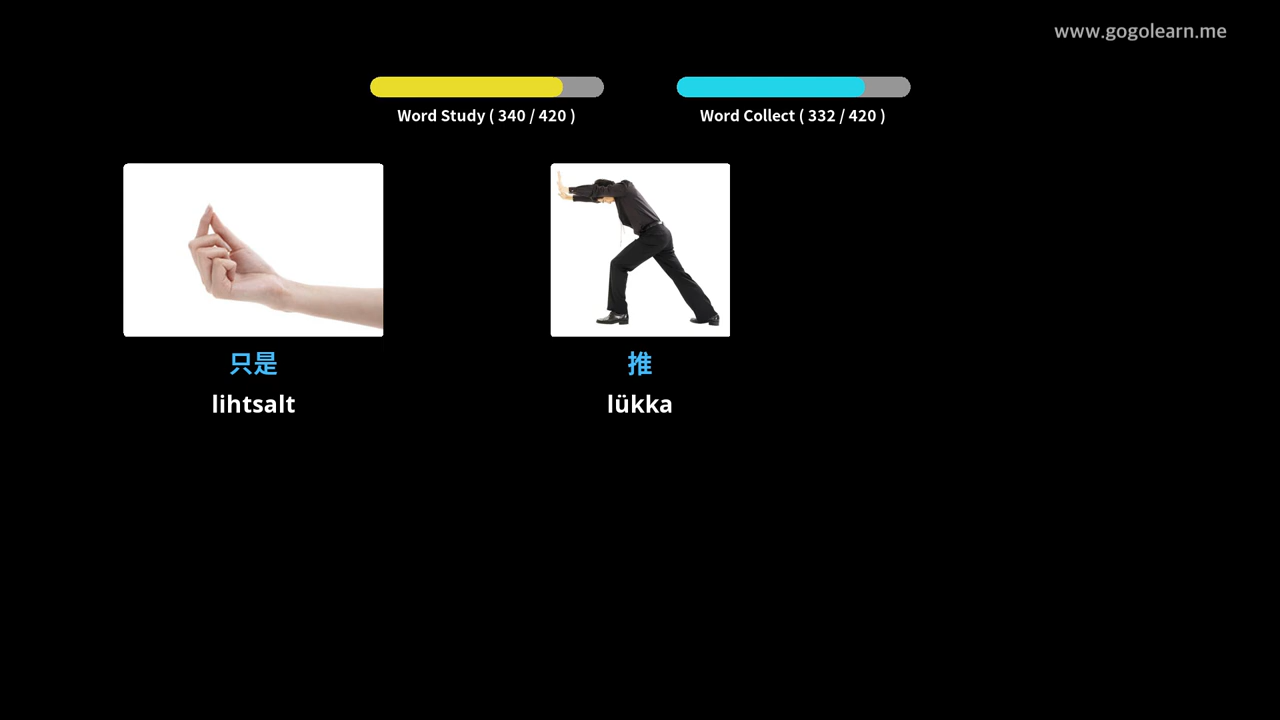 www.gogolearn.me
Word Study ( 340 / 420 )
Word Collect ( 332 / 420 )
只是
lihtsalt
推
lükka